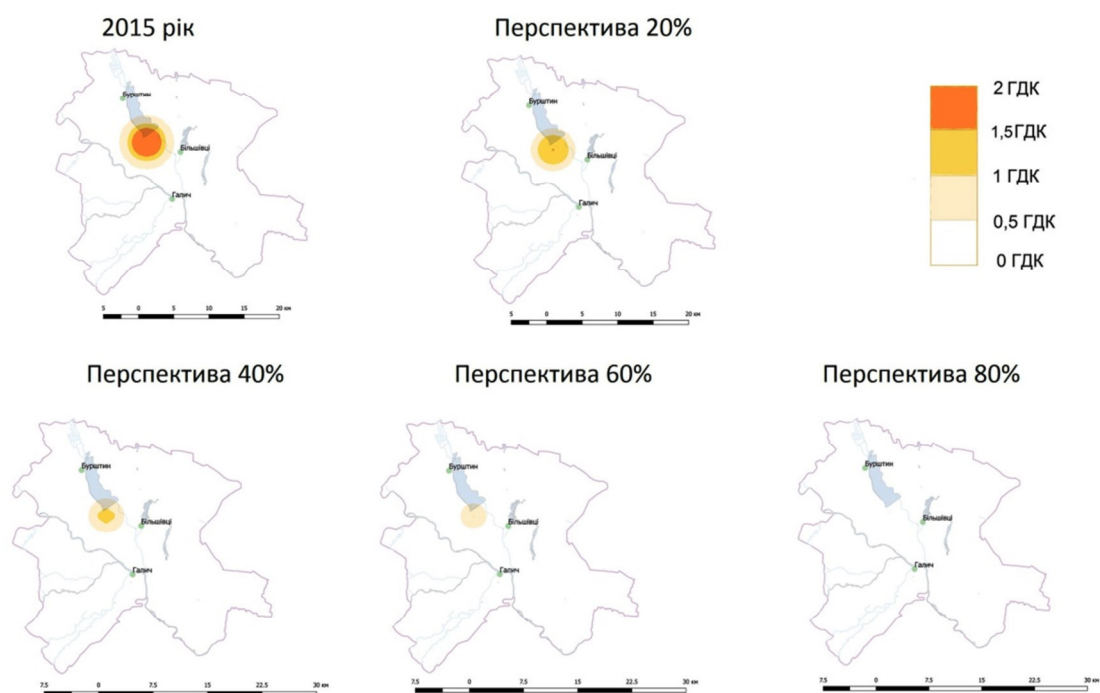 2015 рік
Бурштин
Більшівці
Галич
5 0 5 10 15 20 км
Перспектива 20%
Бурштин
Більшівці
Галич
5 0 5 10 15 20 км
2 ГДК
1,5 ГДК
1 ГДК
0,5 ГДК
0 ГДК
Перспектива 40%
Бурштин
Більшівці
Галич
7.5 0 7.5 15 22.5 30 км
Перспектива 60%
Бурштин
Більшівці
Галич
7.5 0 7.5 15 22.5 30 км
Перспектива 80%
Бурштин
Більшівці
Галич
7.5 0 7.5 15 22.5 30 км